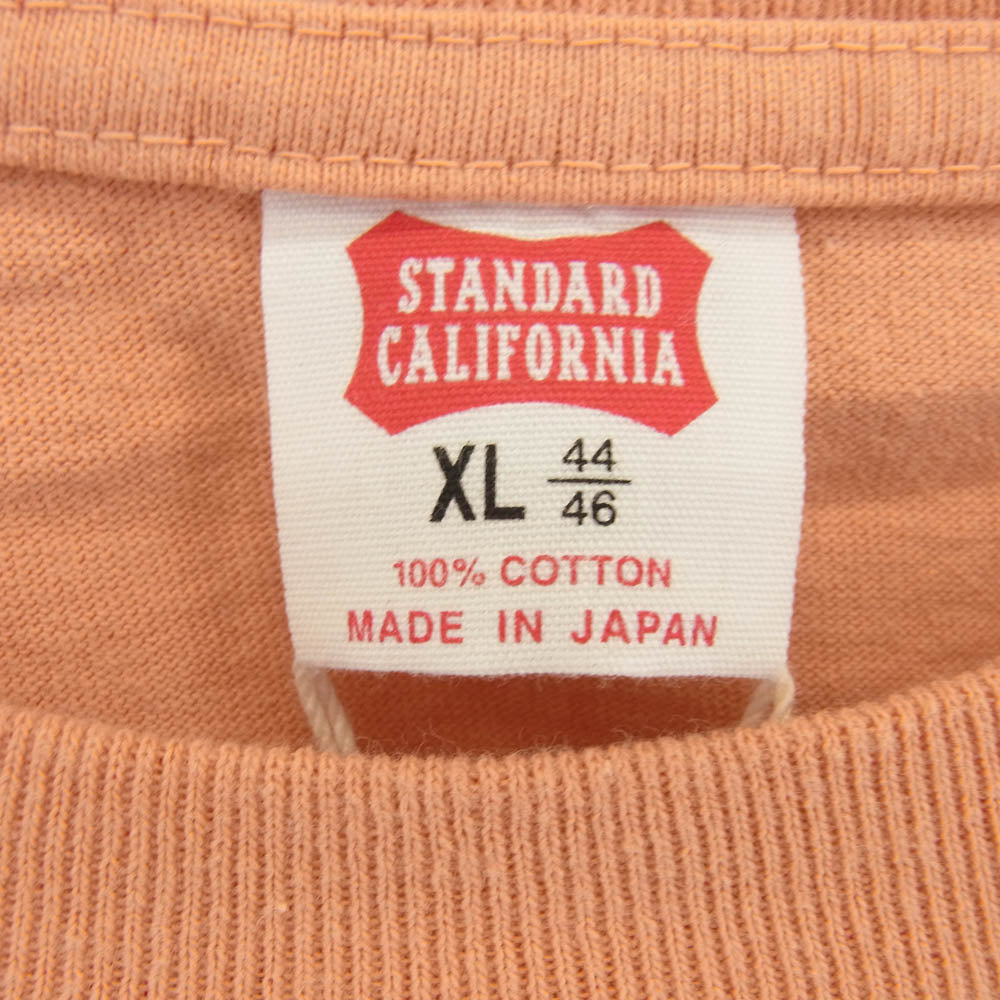 STANDARD
CALIFORNIA
XL 44/46
100% COTTON
MADE IN JAPAN